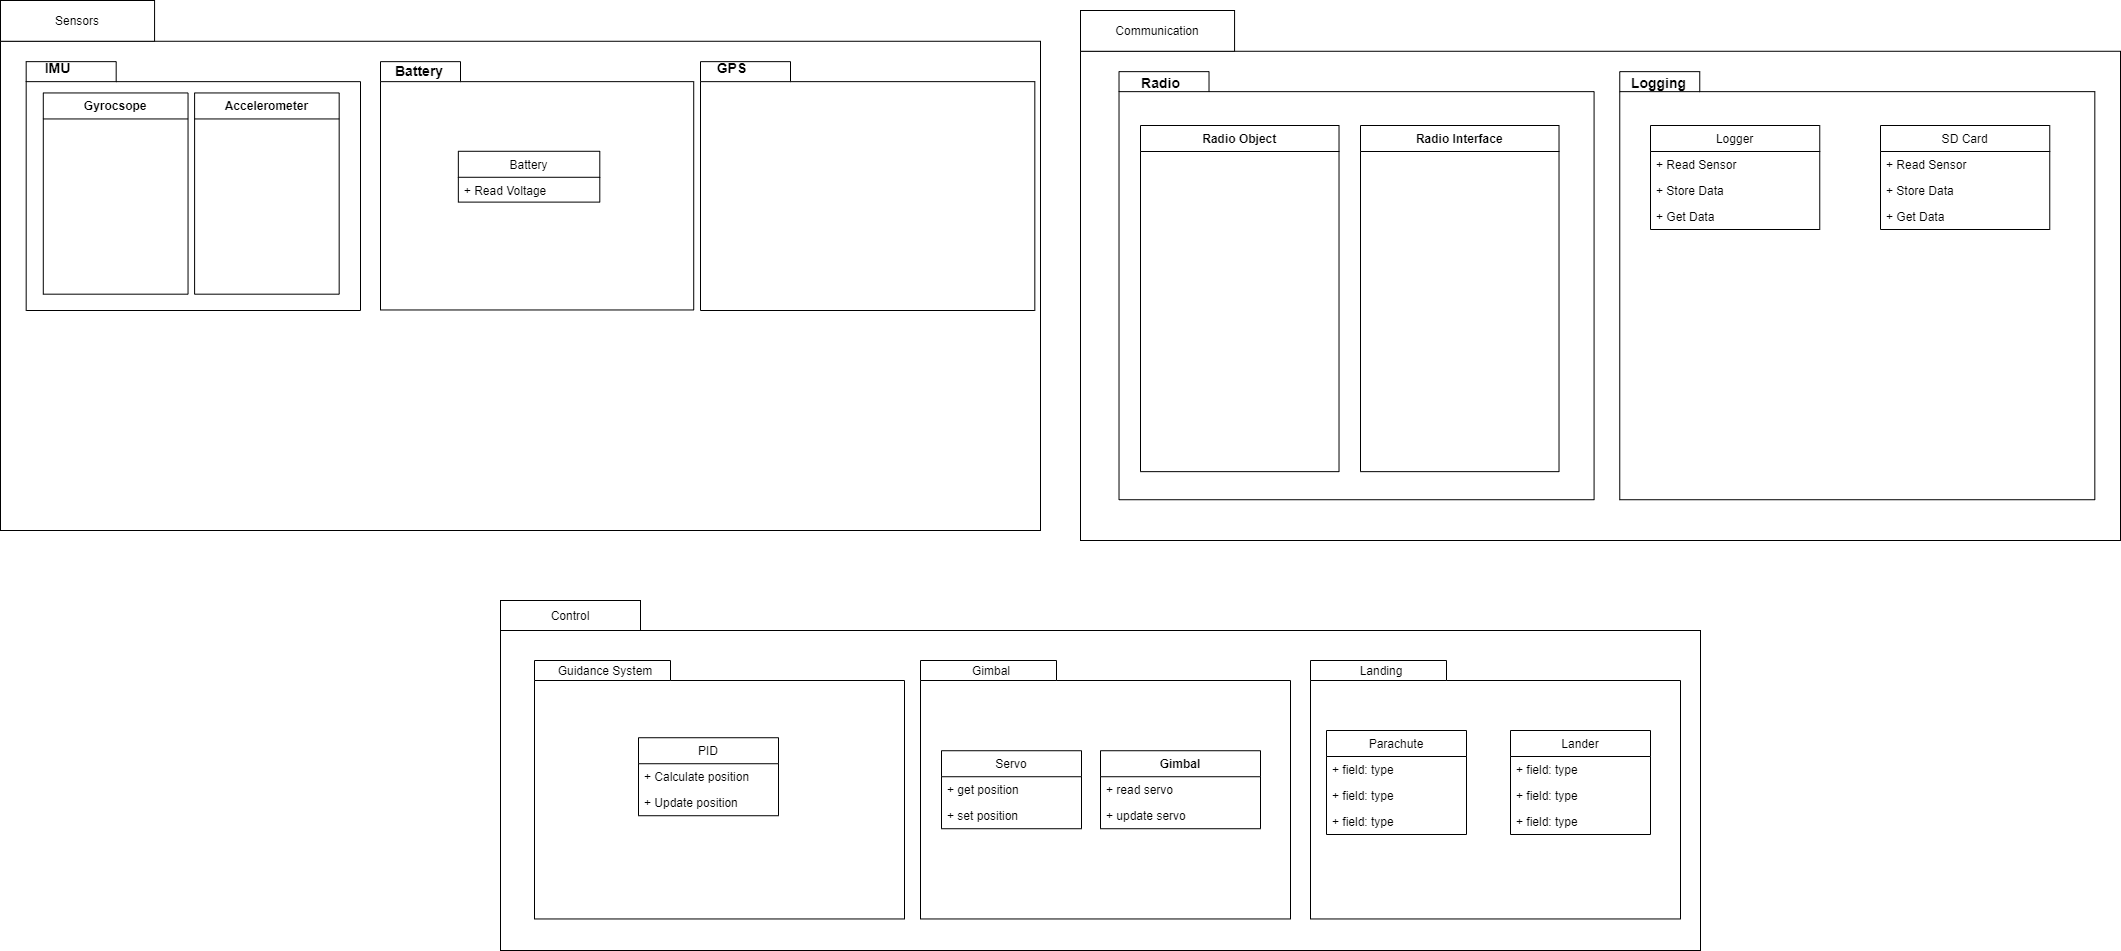 Sensors
IMU
Gyrocsope
Accelerometer
Battery
Battery
+ Read Voltage
GPS
Communication
Radio
Radio Object
Radio Interface
Logging
Logger
+ Read Sensor
+ Store Data
+ Get Data
SD Card
+ Read Sensor
+ Store Data
+ Get Data
Control
Guidance System
PID
+ Calculate position
+ Update position
Gimbal
Servo
+ get position
+ set position
Gimbal
+ read servo
+ update servo
Landing
Parachute
+ field: type
+ field: type
+ field: type
Lander
+ field: type
+ field: type
+ field: type